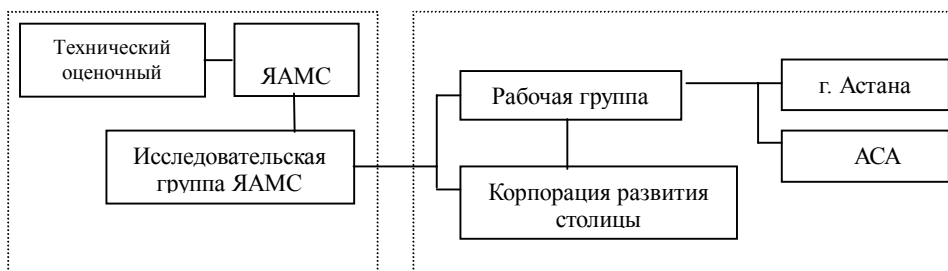 Технический
оценочный
ЯАМС
Исследовательская
группа ЯАМС
Рабочая группа
Корпорация развития
столицы
г. Астана
АСА